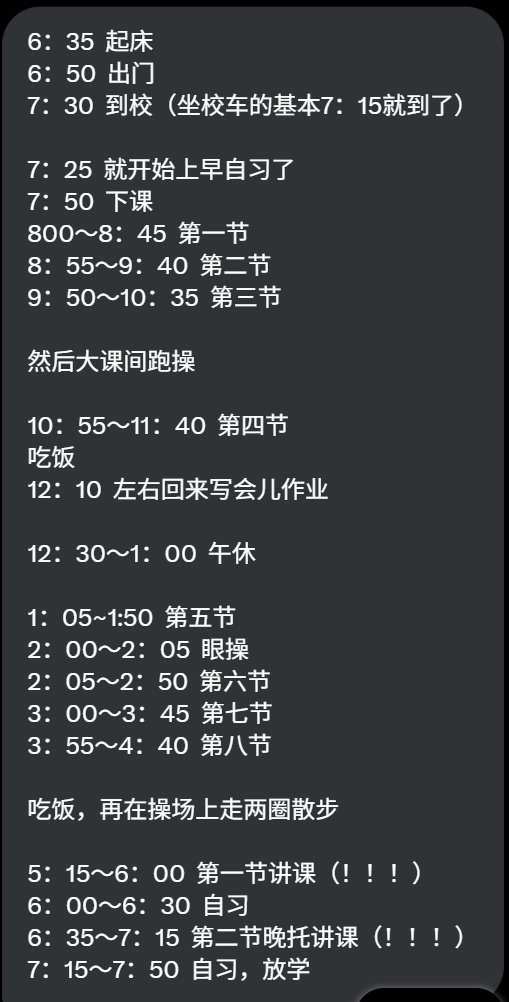 6：35 起床
6：50 出门
7：30 到校（坐校车的基本7：15就到了）
7：25 就开始上早自习了
7：50 下课
800～8：45 第一节
8：55～9：40 第二节
9：50～10：35 第三节
然后大课间跑操
10：55～11：40 第四节
吃饭
12：10 左右回来写会儿作业
12：30～1：00 午休
1：05~1:50 第五节
2：00～2：05 眼操
2：05～2：50 第六节
3：00～3：45 第七节
3：55～4：40 第八节
吃饭，再在操场上走两圈散步
5：15～6：00 第一节讲课（！！！）
6：00～6：30 自习
6：35～7：15 第二节晚托讲课（！！！）
7：15～7：50 自习，放学